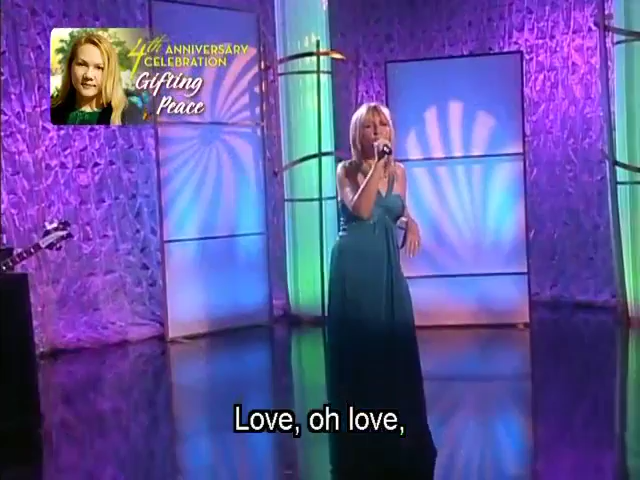 4th ANNIVERSARY
CELEBRATION
Gifting
Peace
Love, oh love,